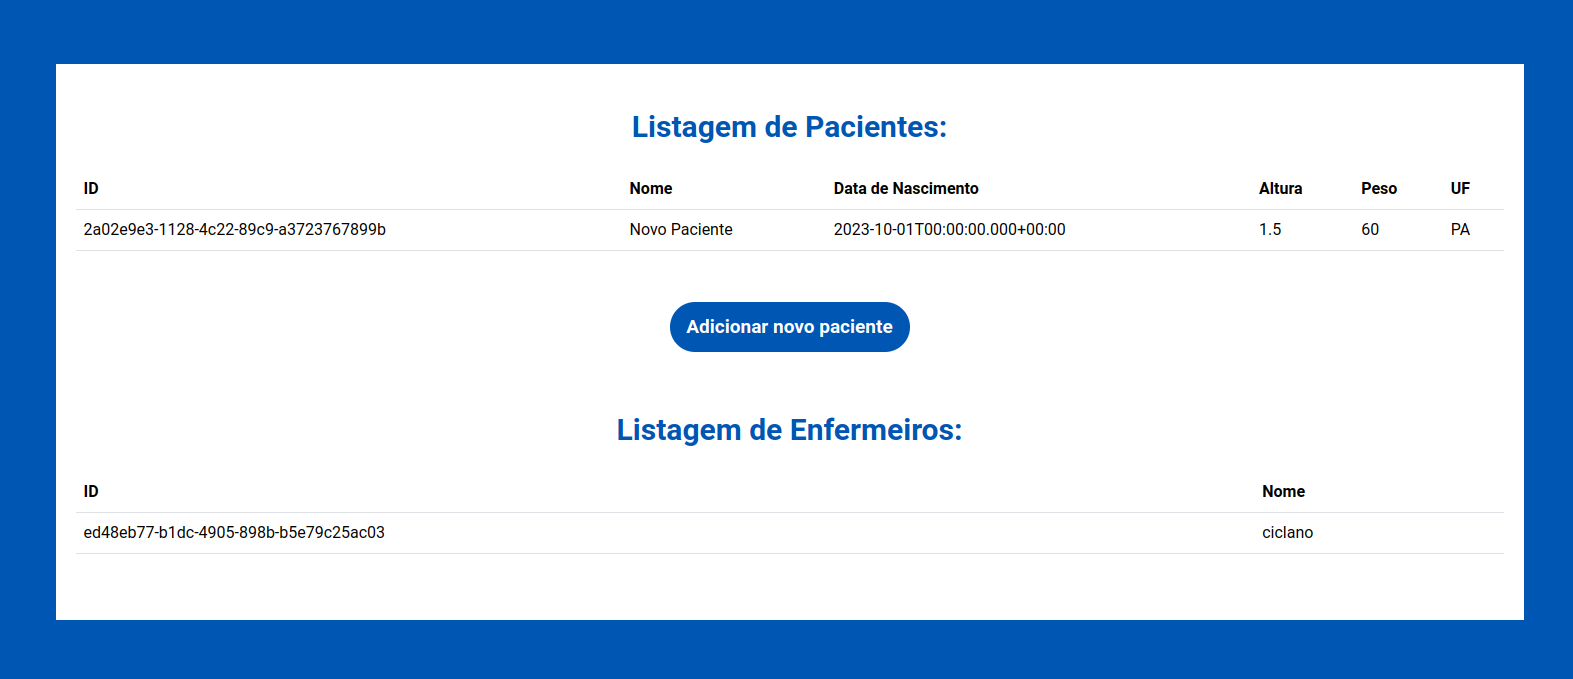 Listagem de Pacientes:
ID Nome Data de Nascimento Altura Peso UF
2a02e9e3-1128-4c22-89c9-a3723767899b Novo Paciente 2023-10-01T00:00:00.000+00:00 1.5 60 PA
Adicionar novo paciente
Listagem de Enfermeiros:
ID Nome
ed48eb77-b1dc-4905-898b-b5e79c25ac03 ciclano